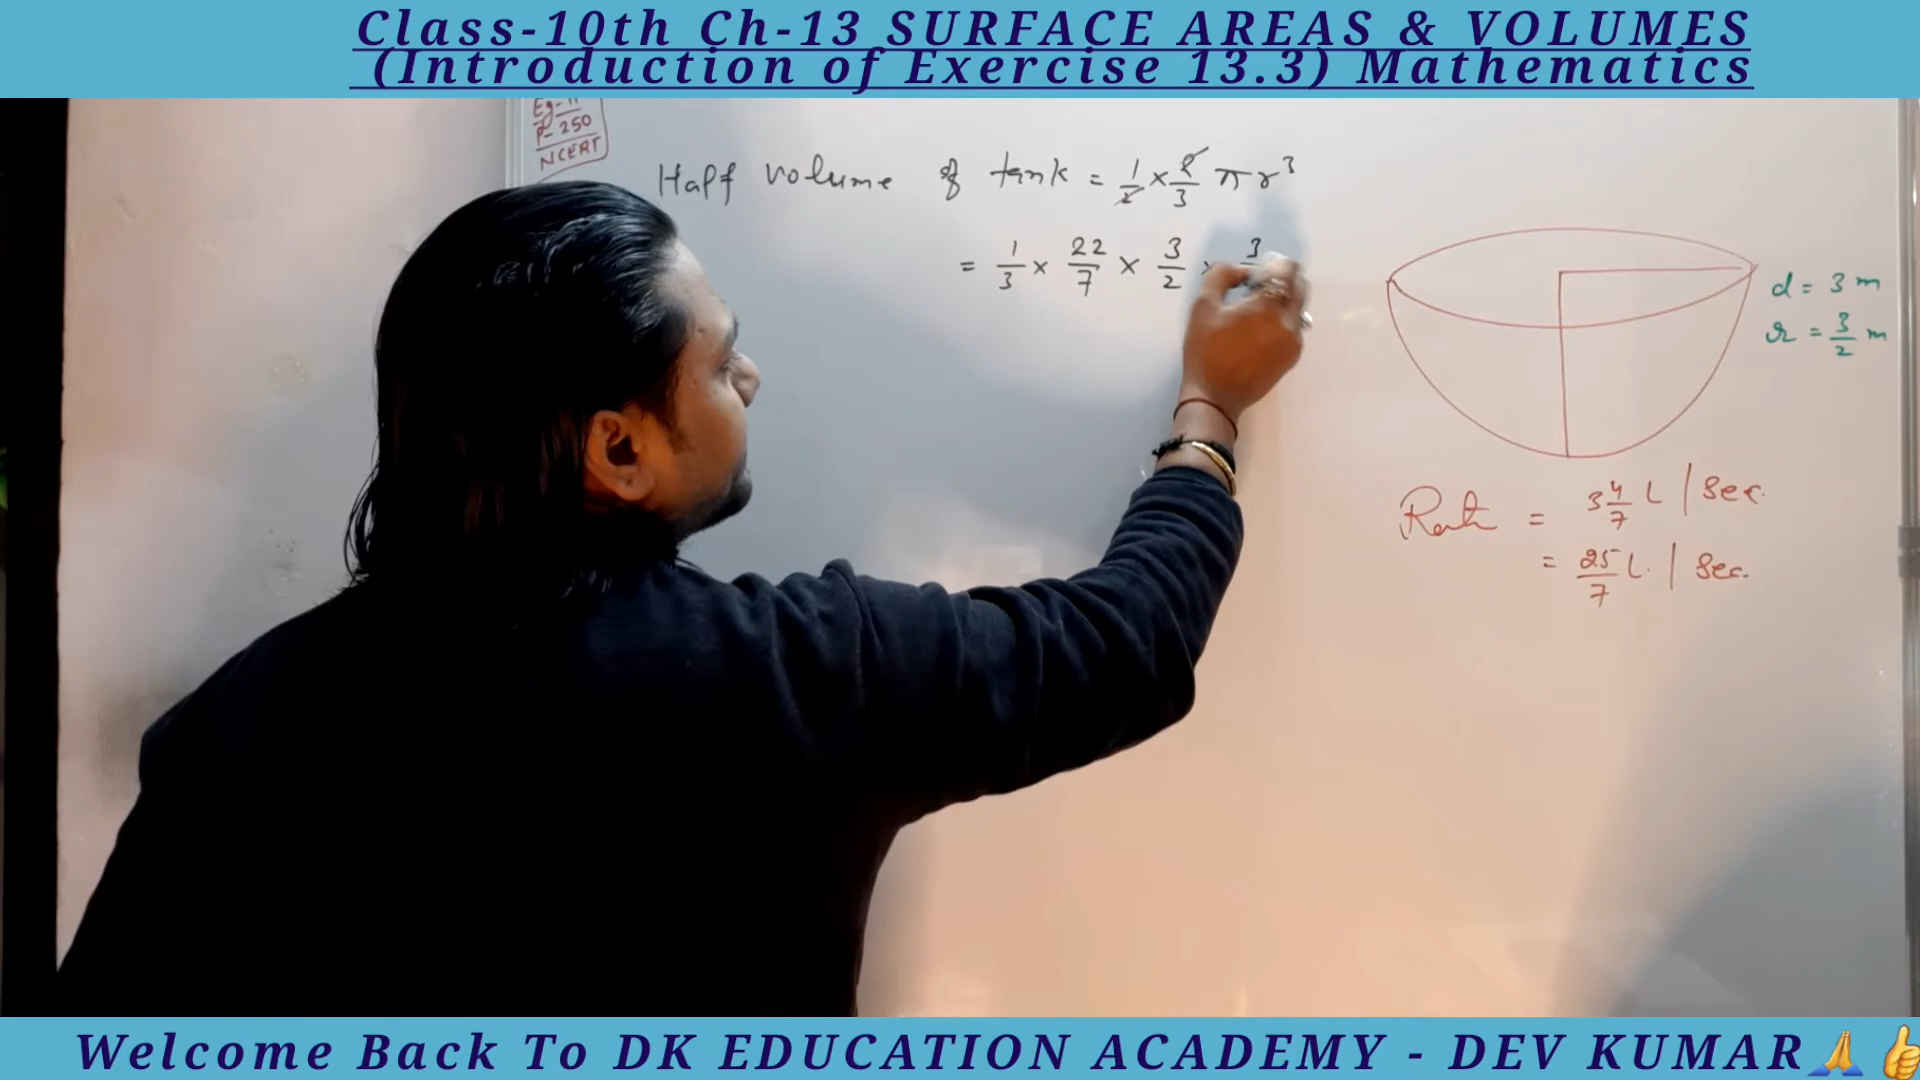 Class-10th Ch-13 SURFACE AREAS & VOLUMES
(Introduction of Exercise 13.3) Mathematics
Eg-11
P-250
NCERT
Half volume of tank = 1/2 × 2/3 πr³
= 1/3 × 22/7 × 3/2 × 3
d = 3 m
r = 3/2 m
Rate = 3 4/7 L / Sec.
= 25/7 L. / Sec.
Welcome Back To DK EDUCATION ACADEMY - DEV KUMAR🙏👍